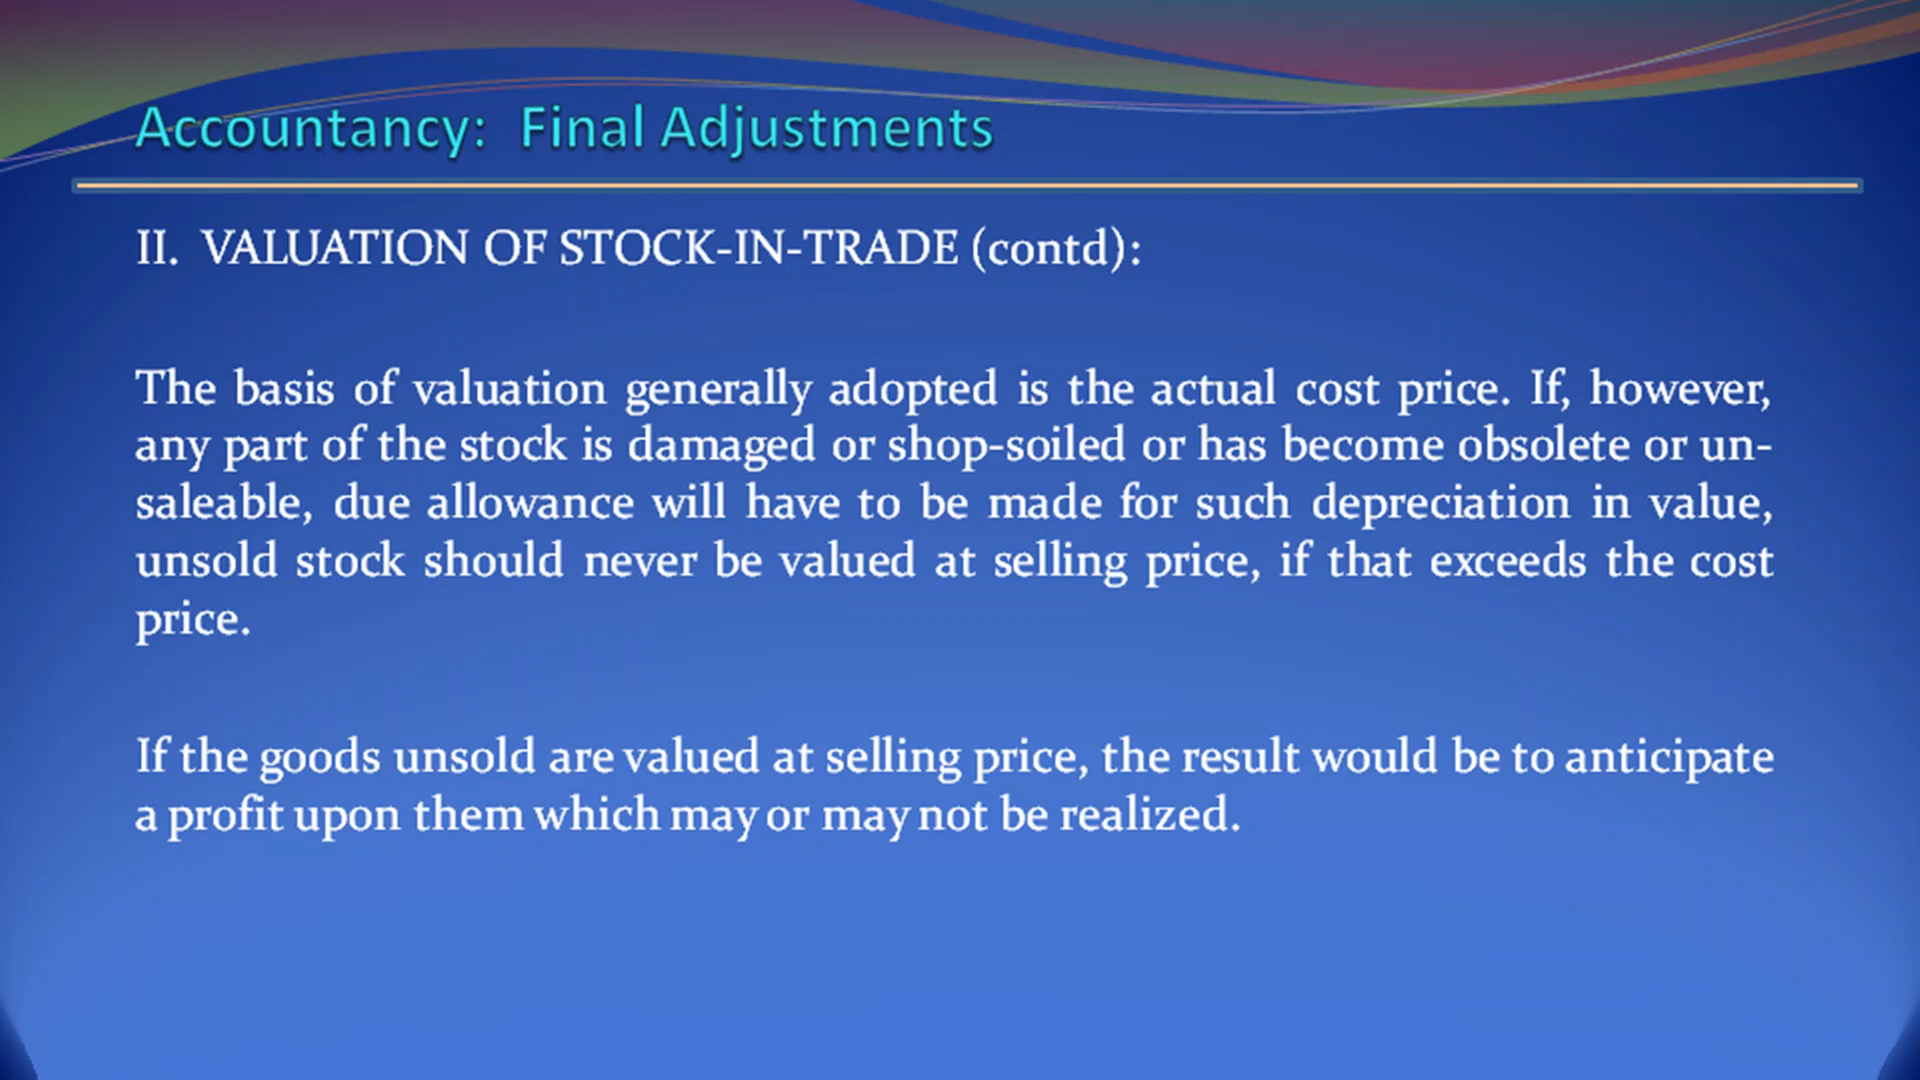 Accountancy: Final Adjustments
II. VALUATION OF STOCK-IN-TRADE (contd):
The basis of valuation generally adopted is the actual cost price. If, however,
any part of the stock is damaged or shop-soiled or has become obsolete or un-
saleable, due allowance will have to be made for such depreciation in value,
unsold stock should never be valued at selling price, if that exceeds the cost
price.
If the goods unsold are valued at selling price, the result would be to anticipate
a profit upon them which may or may not be realized.